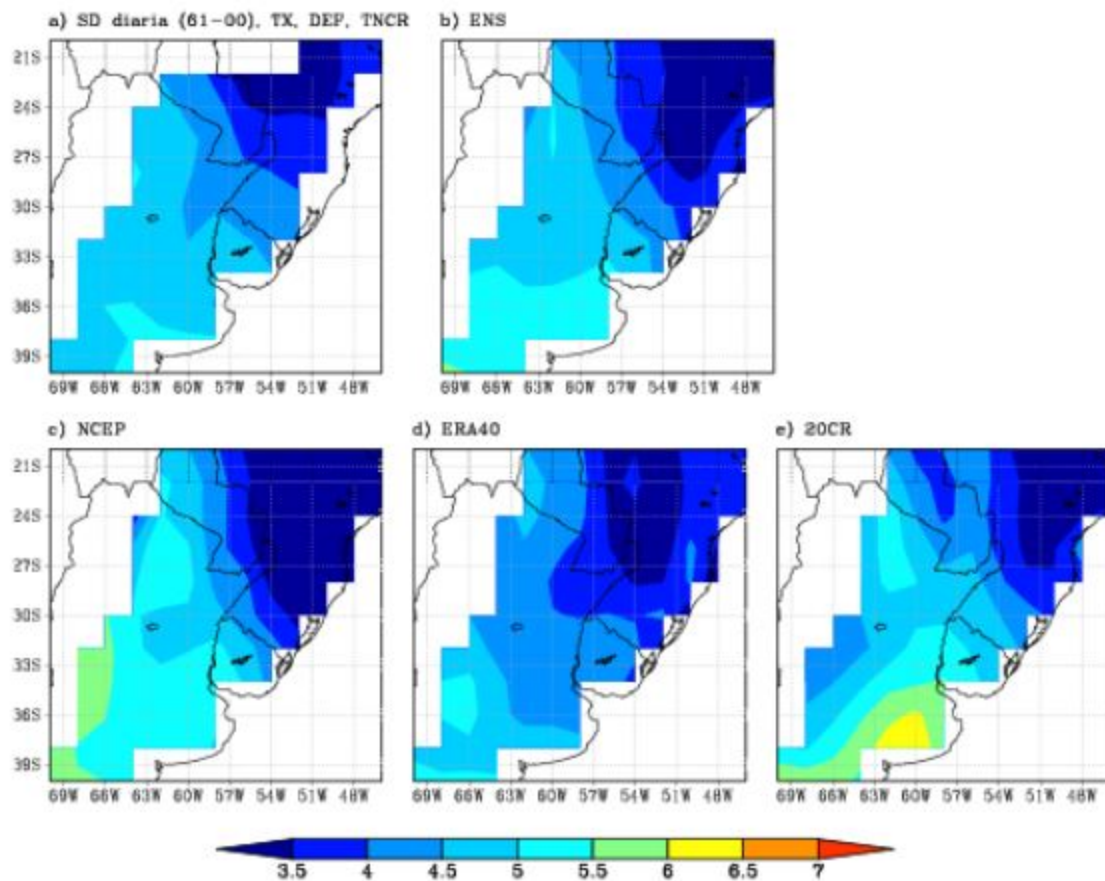 a) SD diaria (61-00), TX, DEF, TNCR
b) ENS
21S
24S
27S
30S
33S
36S
39S
69W 66W 63W 60W 57W 54W 51W 48W
69W 66W 63W 60W 57W 54W 51W 48W
c) NCEP
d) ERA40
e) 20CR
21S
24S
27S
30S
33S
36S
39S
69W 66W 63W 60W 57W 54W 51W 48W
69W 66W 63W 60W 57W 54W 51W 48W
69W 66W 63W 60W 57W 54W 51W 48W
3.5 4 4.5 5 5.5 6 6.5 7